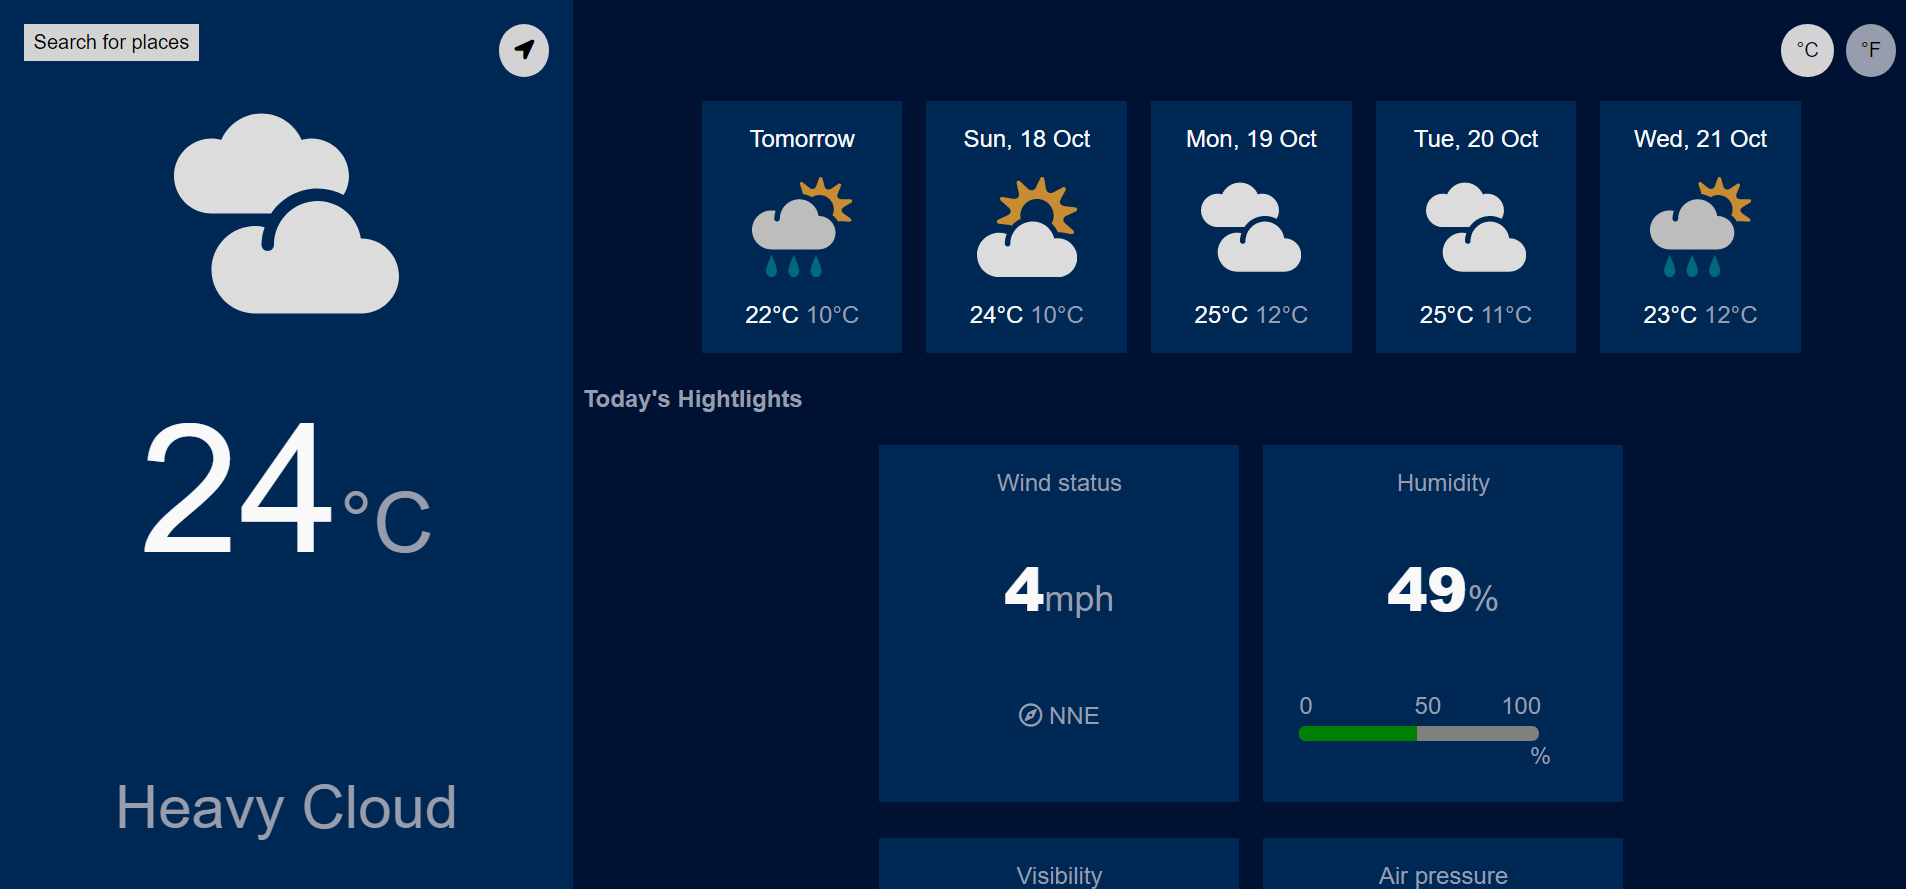 Search for places
24°C
Heavy Cloud
°C
°F
Tomorrow
22°C 10°C
Sun, 18 Oct
24°C 10°C
Mon, 19 Oct
25°C 12°C
Tue, 20 Oct
25°C 11°C
Wed, 21 Oct
23°C 12°C
Today's Hightlights
Wind status
4mph
NNE
Humidity
49%
0 50 100
%
Visibility
Air pressure